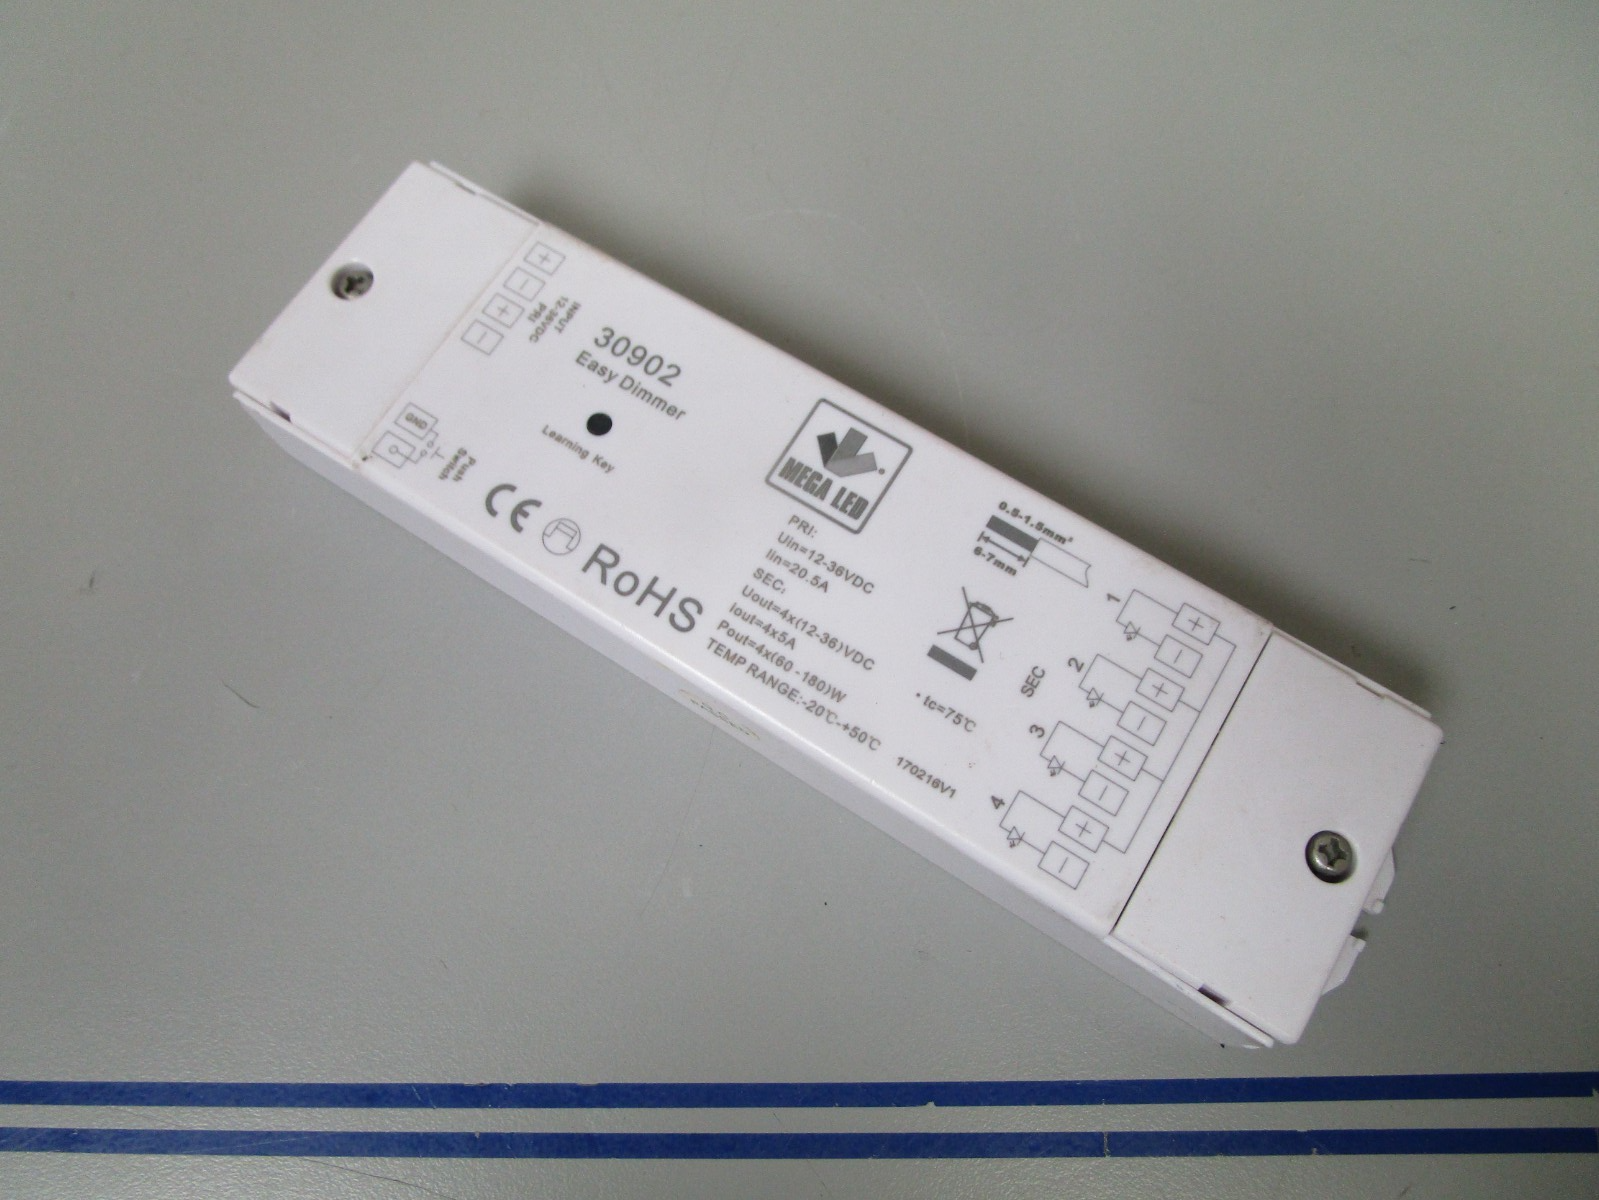 +
−
+
−
INPUT
12-36VDC
PRI
30902
Easy Dimmer
Learning Key
GND
Push
Switch
CE
RoHS
MEGA LED
PRI:
Uin=12-36VDC
Iin=20.5A
SEC:
Uout=4x(12-36)VDC
Iout=4x5A
Pout=4x(60-180)W
TEMP RANGE:-20℃-+50℃
0.5-1.5mm²
6-7mm
• tc=75℃
170216V1
SEC
1
+
−
2
+
−
3
+
−
4
+
−